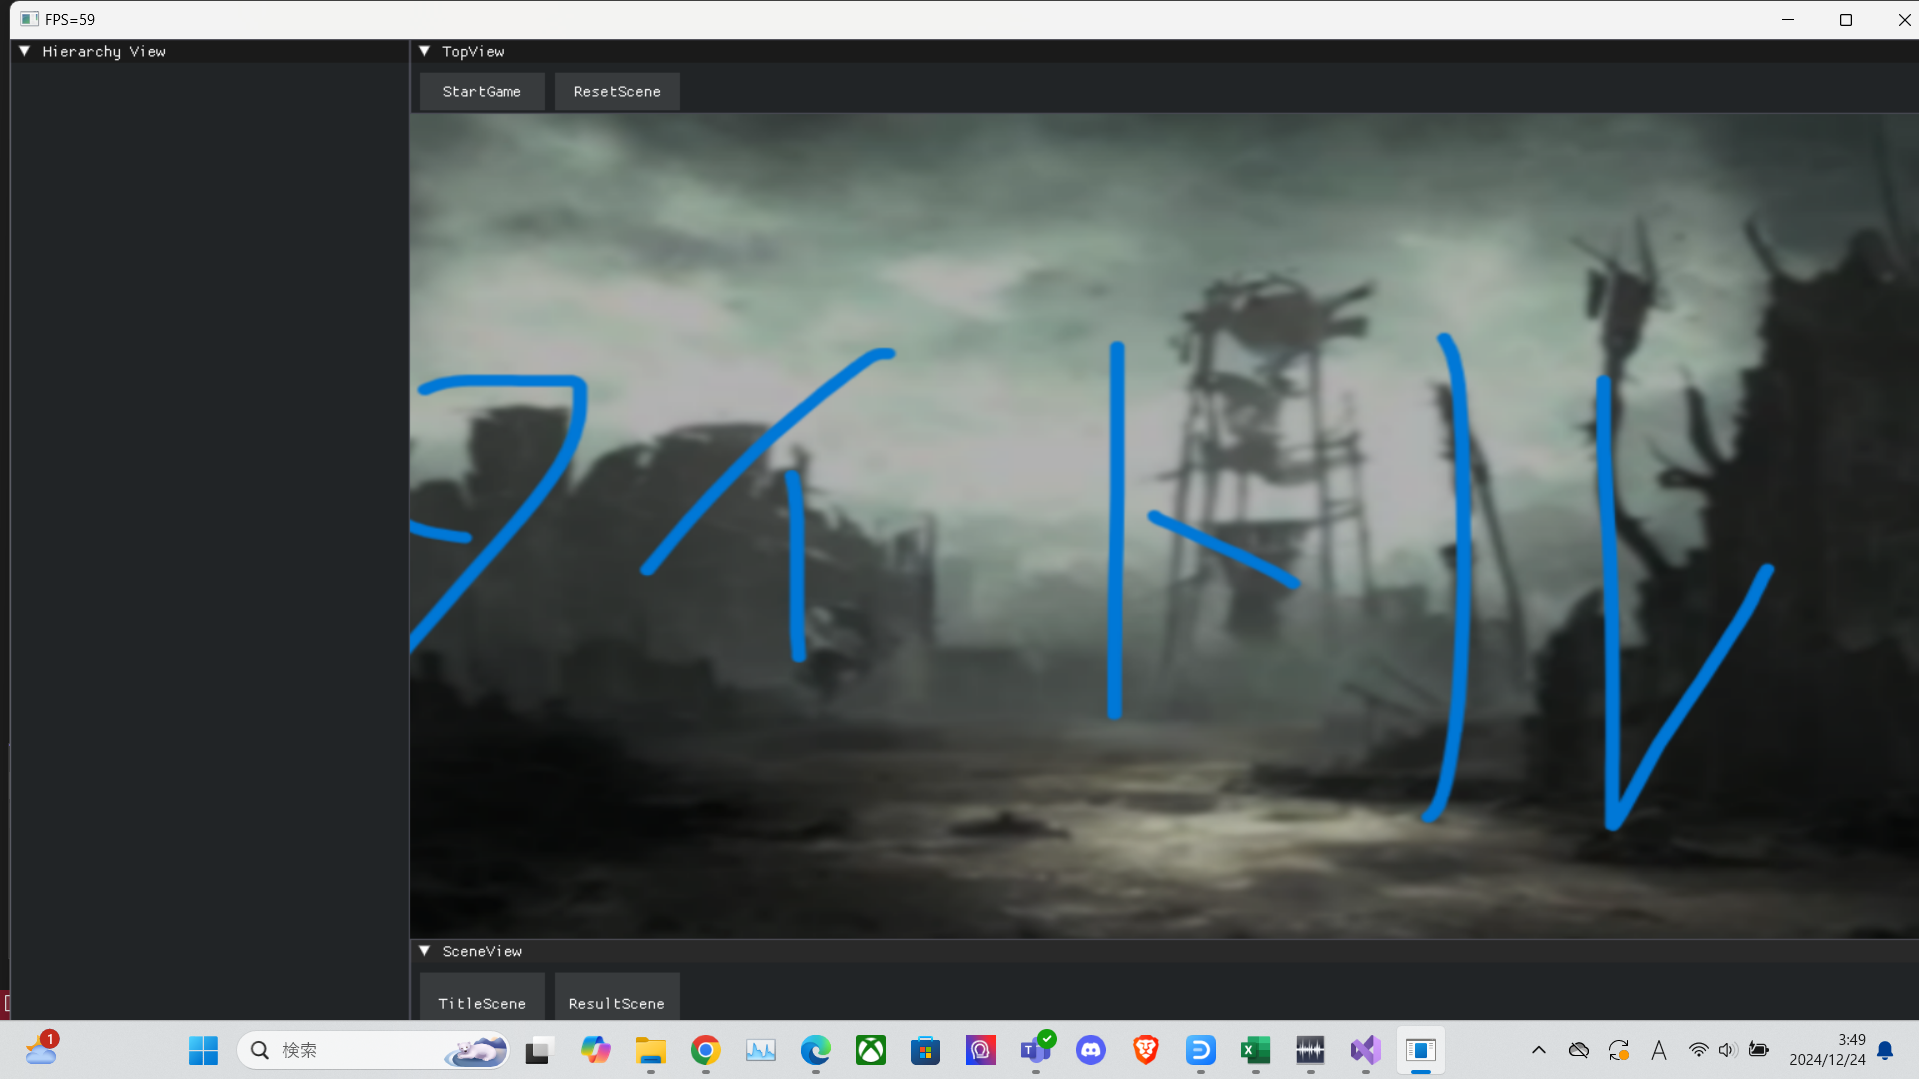 FPS=59
▼ Hierarchy View
▼ TopView
StartGame ResetScene
タイトル
▼ SceneView
TitleScene ResultScene
1
検索
A
3:49
2024/12/24